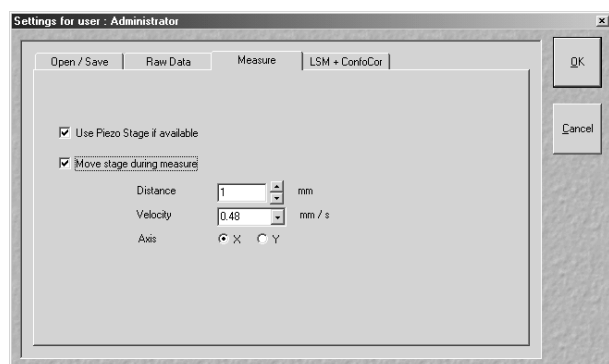 Settings for user : Administrator
Open / Save
Raw Data
Measure
LSM + ConfoCor
OK
Cancel
Use Piezo Stage if available
Move stage during measure
Distance 1 mm
Velocity 0.48 mm / s
Axis X Y